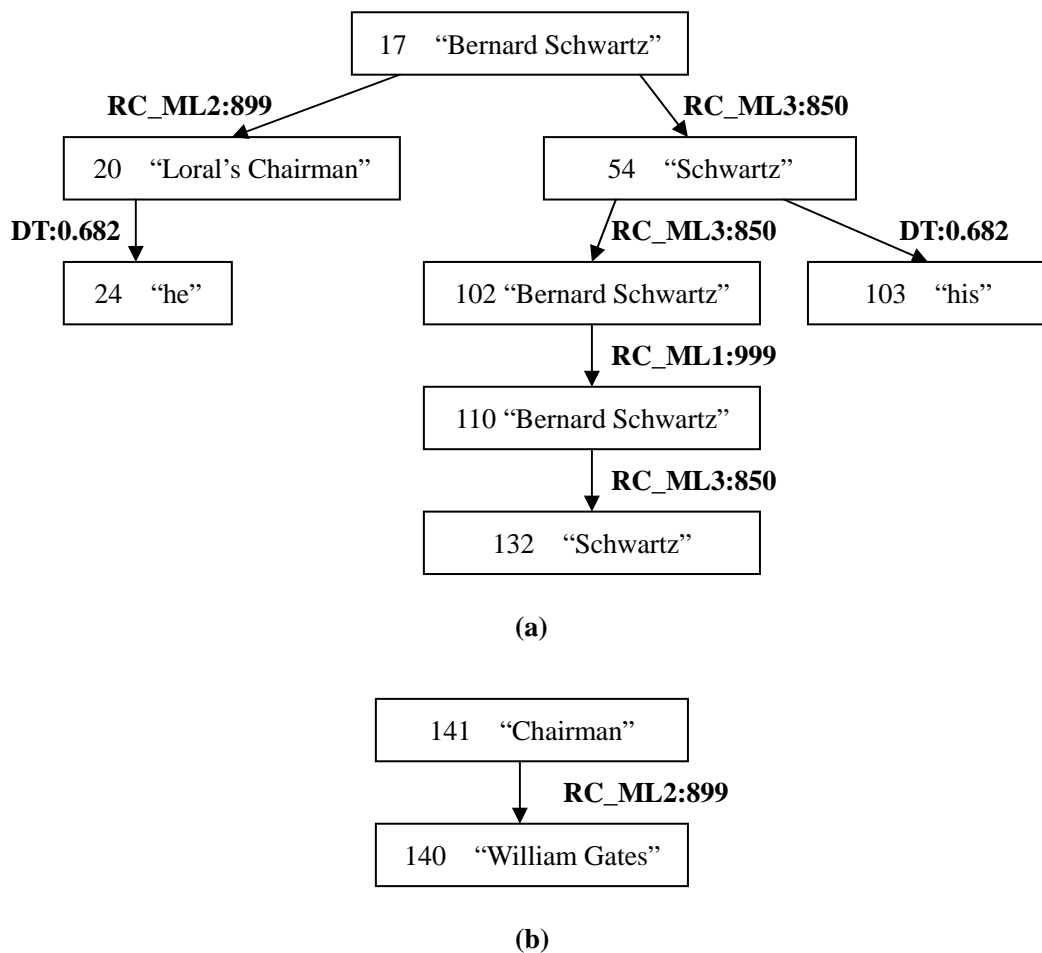 17 “Bernard Schwartz”
RC_ML2:899
RC_ML3:850
20 “Loral’s Chairman”
54 “Schwartz”
DT:0.682
RC_ML3:850
DT:0.682
24 “he”
102 “Bernard Schwartz”
103 “his”
RC_ML1:999
110 “Bernard Schwartz”
RC_ML3:850
132 “Schwartz”
(a)
141 “Chairman”
RC_ML2:899
140 “William Gates”
(b)